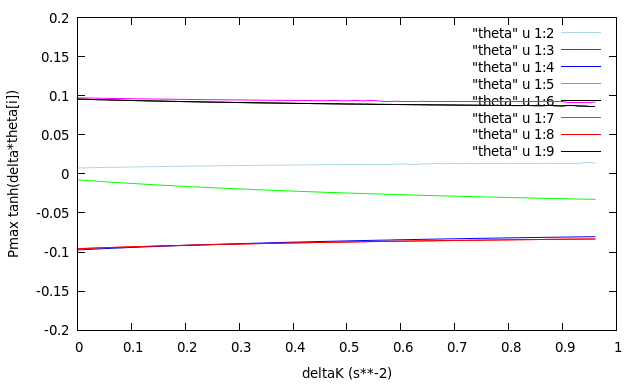 0.2
0.15
0.1
0.05
0
-0.05
-0.1
-0.15
-0.2
Pmax tanh(delta*theta[i])
"theta" u 1:2
"theta" u 1:3
"theta" u 1:4
"theta" u 1:5
"theta" u 1:6
"theta" u 1:7
"theta" u 1:8
"theta" u 1:9
0 0.1 0.2 0.3 0.4 0.5 0.6 0.7 0.8 0.9 1
deltaK (s**-2)